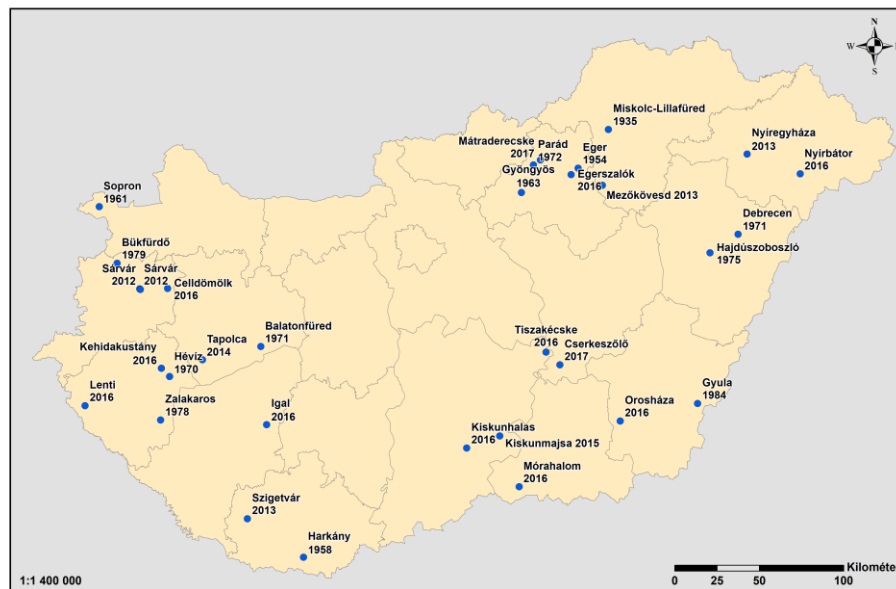 N
W
S
Miskolc-Lillafüred
1935
Mátraderecske
2017
Parád
1972
Eger
1954
Nyíregyháza
2013
Gyöngyös
1963
Egerszalók
2016
Nyírbátor
2016
Mezőkövesd 2013
Sopron
1961
Debrecen
1971
Bükfürdő
1979
Hajdúszoboszló
1975
Sárvár
2012
Sárvár
2012
Celldömölk
2016
Tiszakécske
2016
Balatonfüred
1971
Tapolca
2014
Cserkeszőlő
2017
Kehidakustány
2016
Hévíz
1970
Lenti
2016
Gyula
1984
Zalakaros
1978
Igal
2016
Orosháza
2016
Kiskunhalas
2016
Kiskunmajsa 2015
Mórahalom
2016
Szigetvár
2013
Harkány
1958
1:1 400 000
Kilométe
0 25 50 100